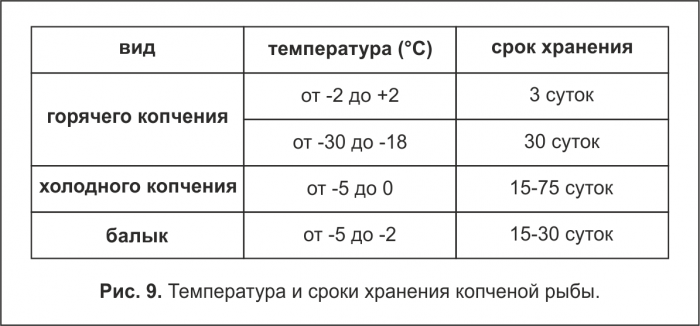 вид температура (°C) срок хранения
горячего копчения
от -2 до +2 3 суток
от -30 до -18 30 суток
холодного копчения от -5 до 0 15-75 суток
балык от -5 до -2 15-30 суток
Рис. 9. Температура и сроки хранения копченой рыбы.